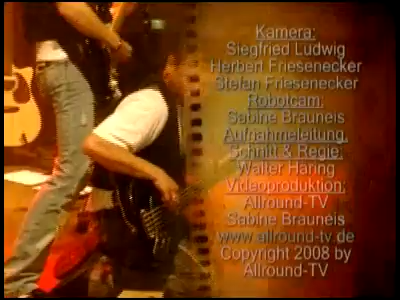 Kamera:
Siegfried Ludwig
Herbert Friesenecker
Stefan Friesenecker
Robotcam:
Sabine Brauneis
Aufnahmeleitung,
Schnitt & Regie:
Walter Haring
Videoproduktion:
Allround-TV
Sabine Brauneis
www.allround-tv.de
Copyright 2008 by
Allround-TV